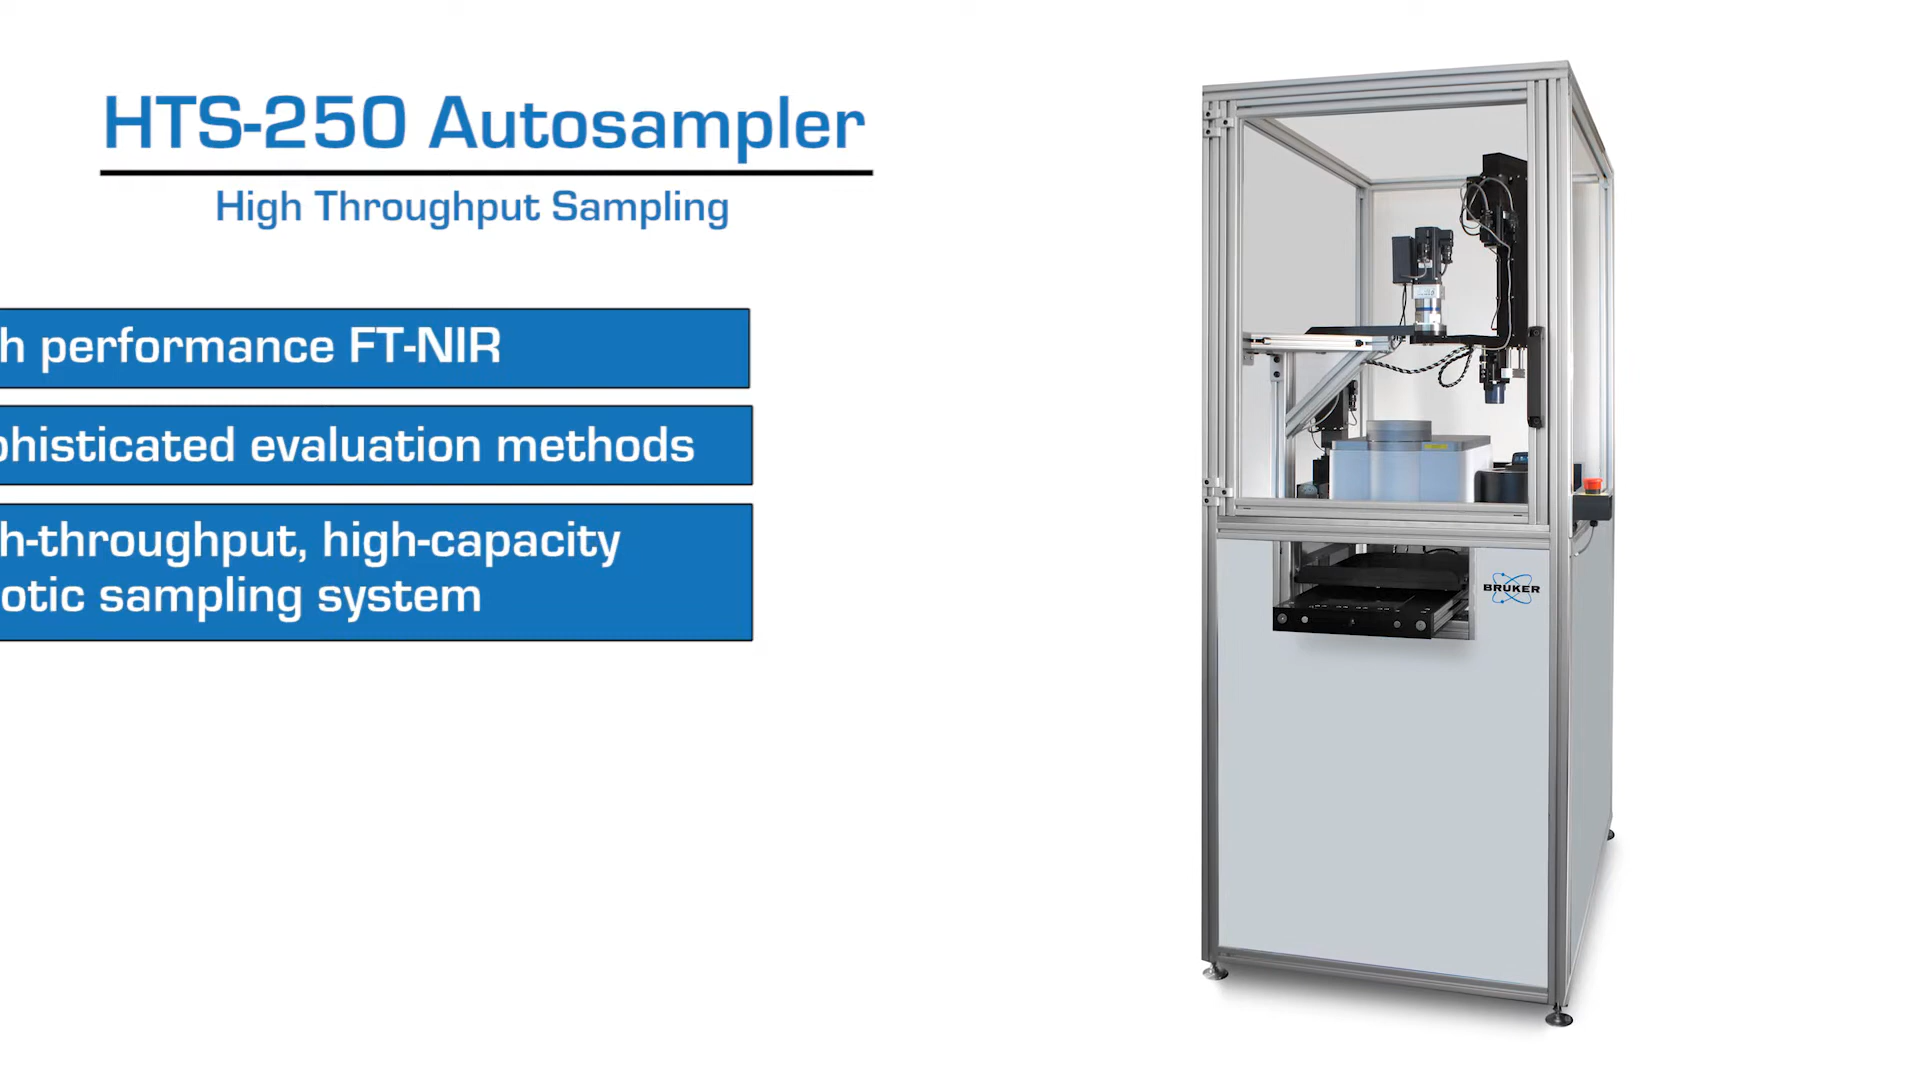 HTS-250 Autosampler
High Throughput Sampling
h performance FT-NIR
phisticated evaluation methods
h-throughput, high-capacity
otic sampling system
BRUKER